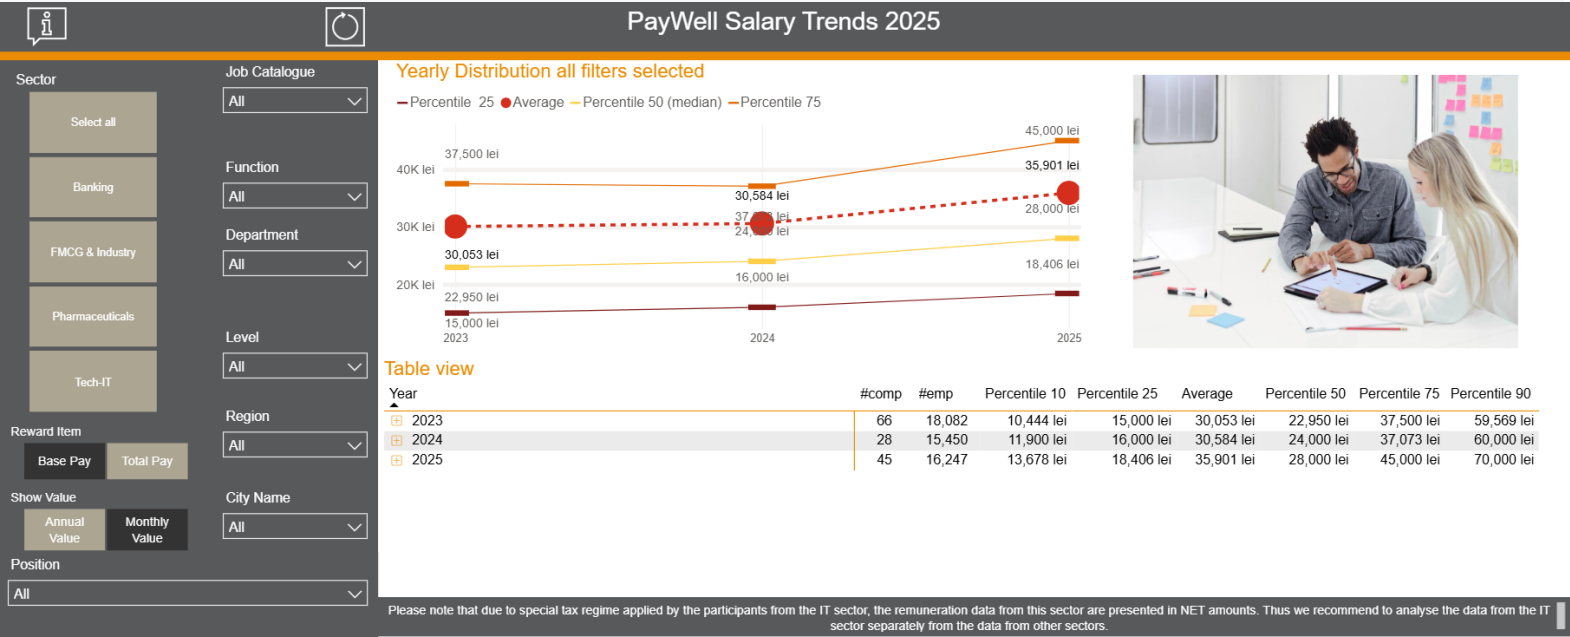 PayWell Salary Trends 2025
Sector
Select all
Banking
FMCG & Industry
Pharmaceuticals
Tech-IT
Reward Item
Base Pay
Total Pay
Show Value
Annual
Value
Monthly
Value
Job Catalogue
All
Function
All
Department
All
Level
All
Region
All
City Name
All
Position
All
Yearly Distribution all filters selected
Percentile 25 Average Percentile 50 (median) Percentile 75
40K lei
30K lei
20K lei
37,500 lei
30,053 lei
22,950 lei
15,000 lei
30,584 lei
16,000 lei
45,000 lei
35,901 lei
28,000 lei
18,406 lei
2023 2024 2025
Table view
Year #comp #emp Percentile 10 Percentile 25 Average Percentile 50 Percentile 75 Percentile 90
2023 66 18,082 10,444 lei 15,000 lei 30,053 lei 22,950 lei 37,500 lei 59,569 lei
2024 28 15,450 11,900 lei 16,000 lei 30,584 lei 24,000 lei 37,073 lei 60,000 lei
2025 45 16,247 13,678 lei 18,406 lei 35,901 lei 28,000 lei 45,000 lei 70,000 lei
Please note that due to special tax regime applied by the participants from the IT sector, the remuneration data from this sector are presented in NET amounts. Thus we recommend to analyse the data from the IT
sector separately from the data from other sectors.